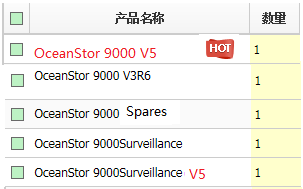 产品名称 数量
OceanStor 9000 V5 HOT 1
OceanStor 9000 V3R6 1
OceanStor 9000 Spares 1
OceanStor 9000Surveillance 1
OceanStor 9000Surveillance V5 1